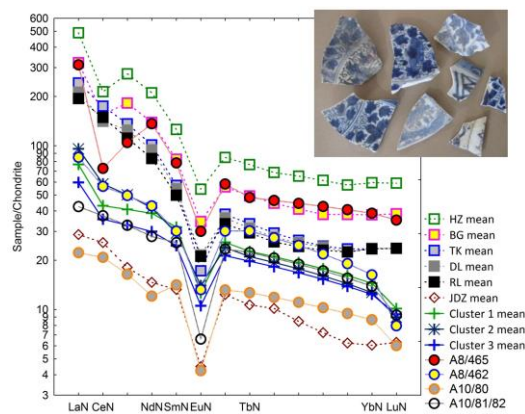 Sample/Chondrite
600
500
400
300
200
100
80
60
50
40
30
20
10
9
8
7
6
5
4
3
LaN CeN NdN SmN EuN TbN YbN LuN
HZ mean
BG mean
TK mean
DL mean
RL mean
JDZ mean
Cluster 1 mean
Cluster 2 mean
Cluster 3 mean
A8/465
A8/462
A10/80
A10/81/82